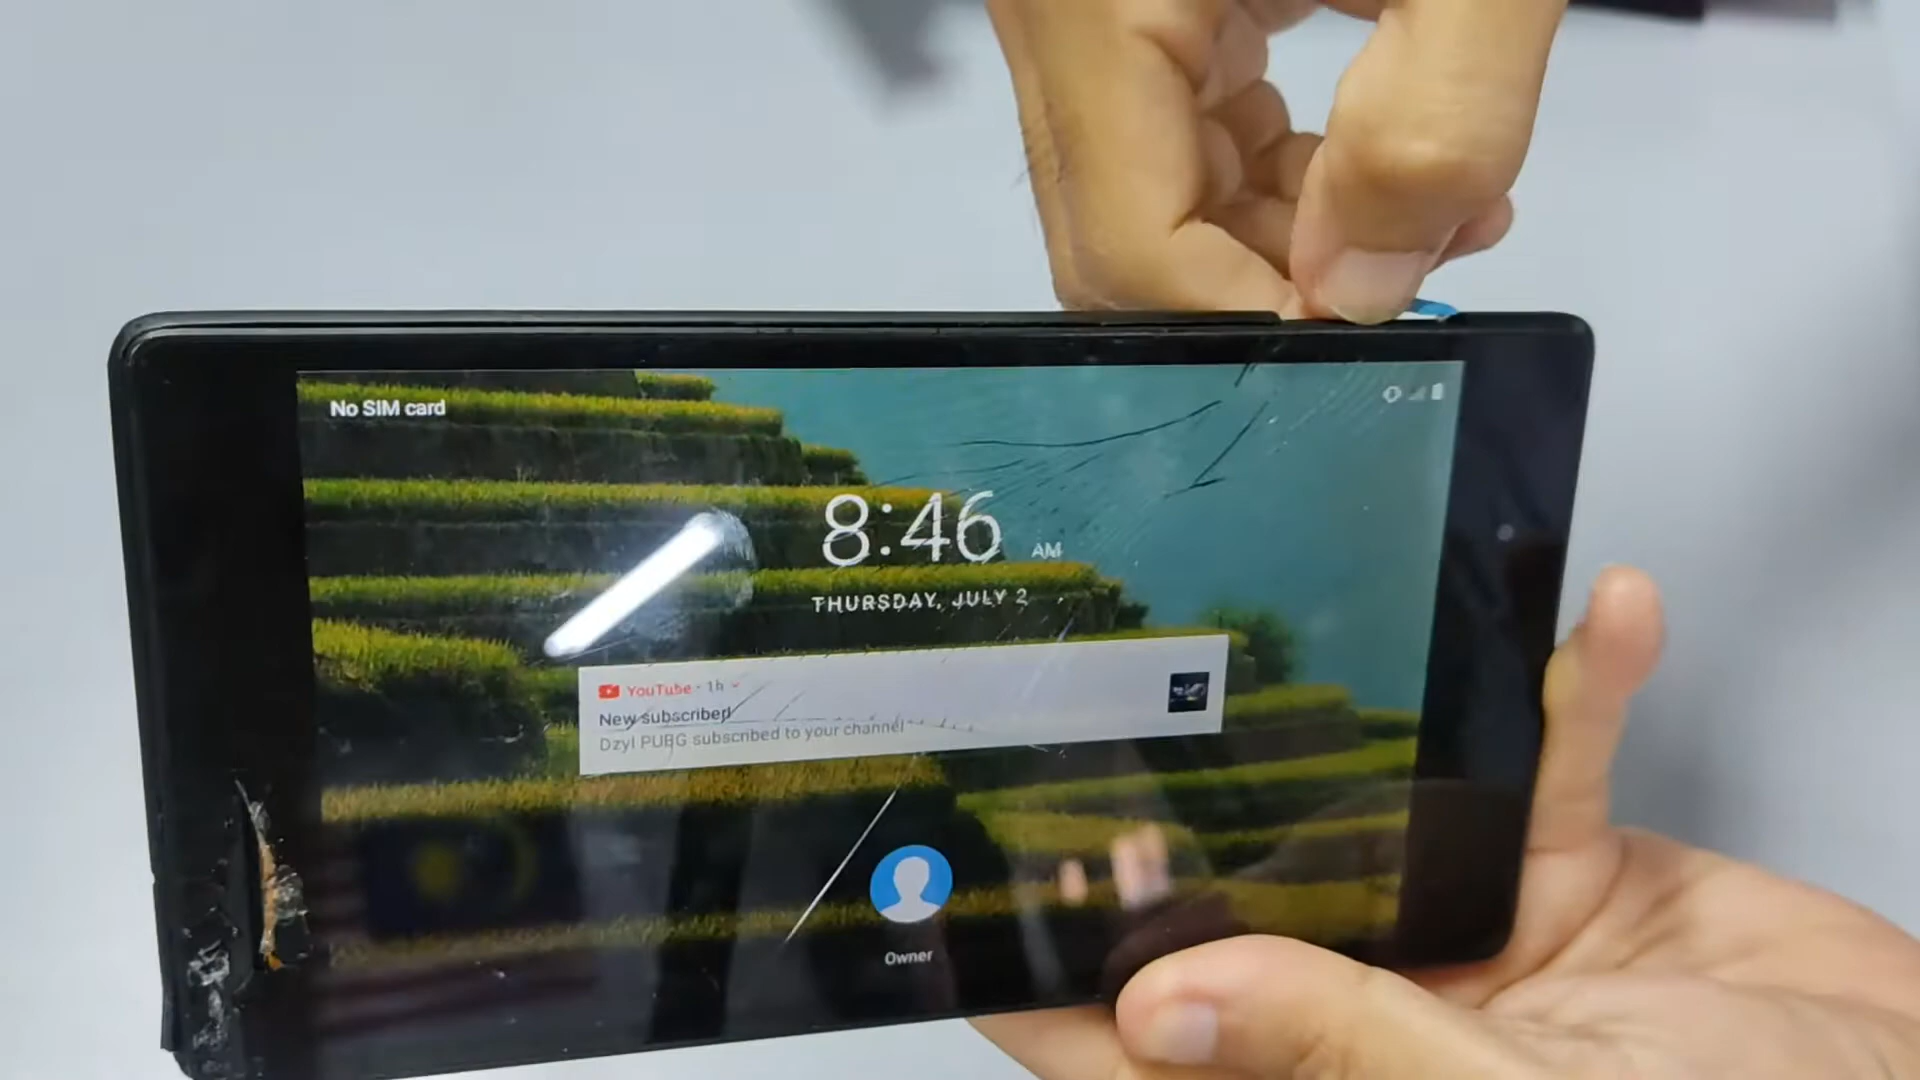 No SIM card
8:46 AM
THURSDAY, JULY 2
YouTube · 1h
New subscribed
Dzyl PUBG subscribed to your channel
Owner